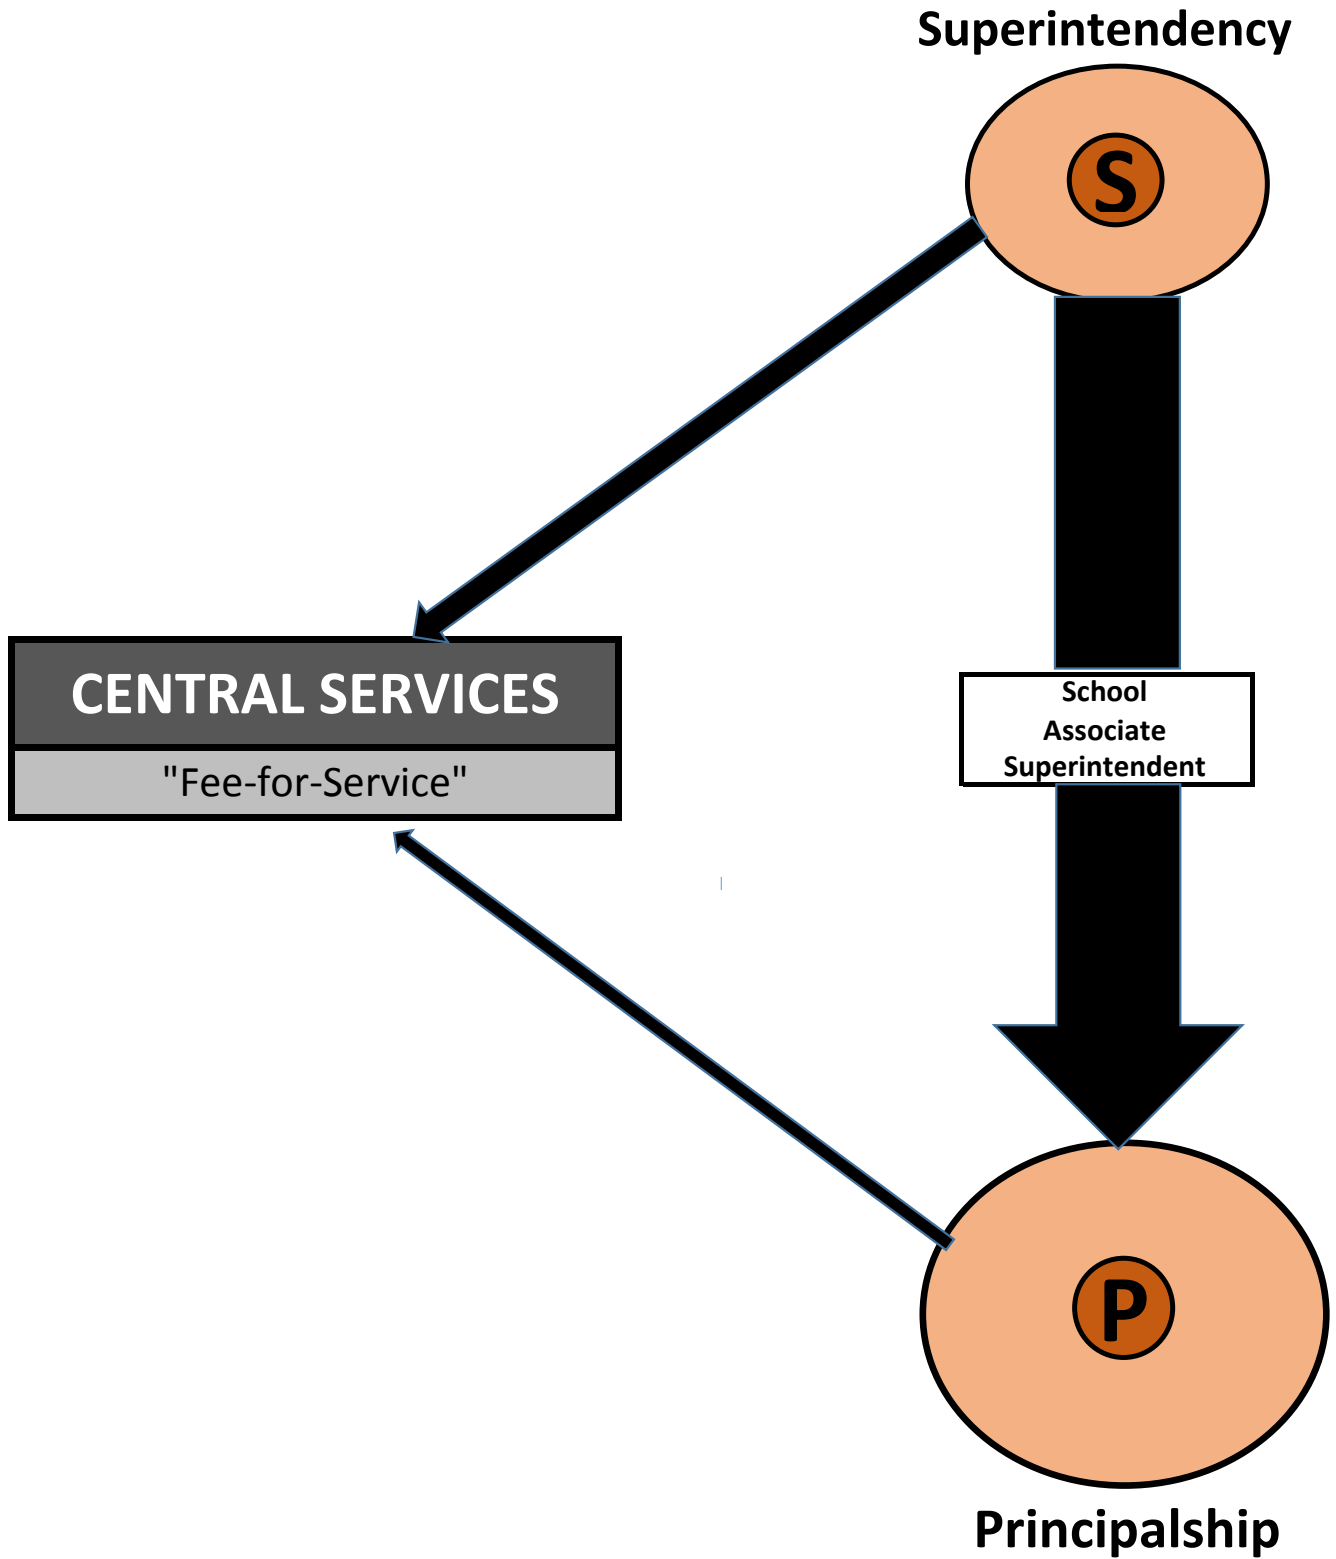 Superintendency
S
CENTRAL SERVICES
"Fee-for-Service"
School
Associate
Superintendent
P
Principalship